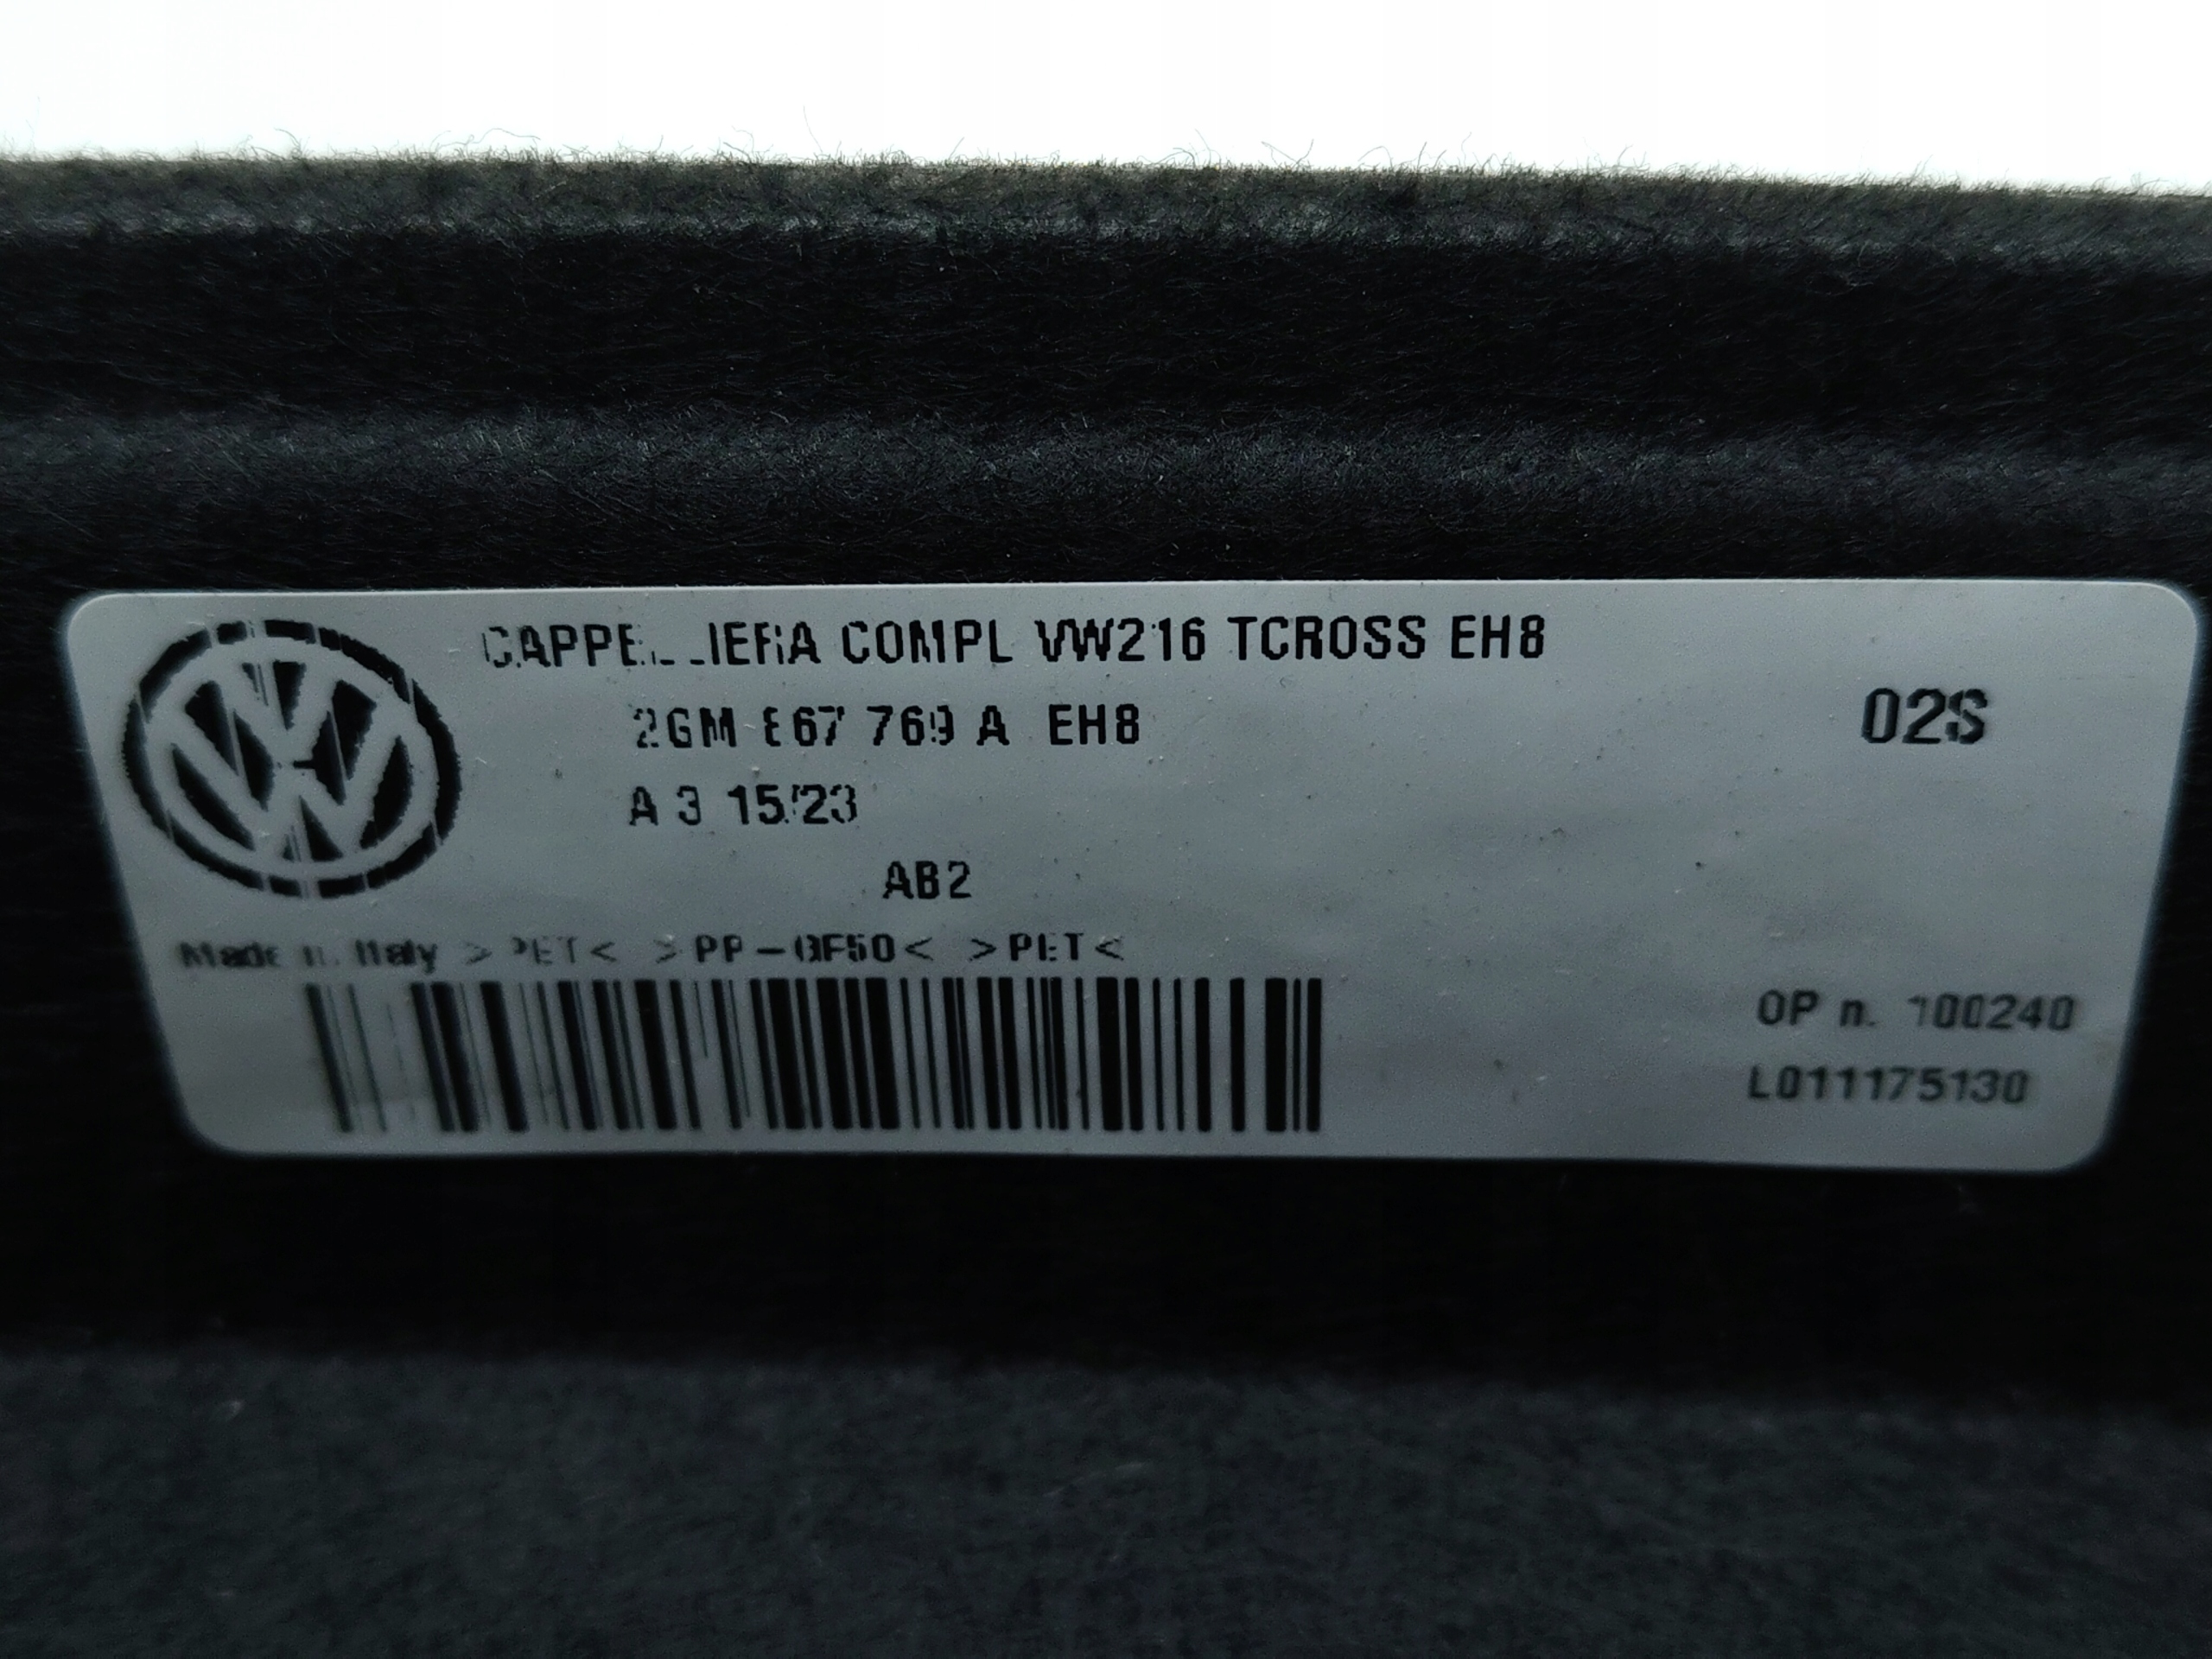 CAPPELLIERA COMPL VW216 TCROSS EH8
2GM 867 769 A EH8
02S
A 3 15/23
AB2
Made in Italy >PET< >PP-GF50< >PET<
OP n. 100240
L011175130